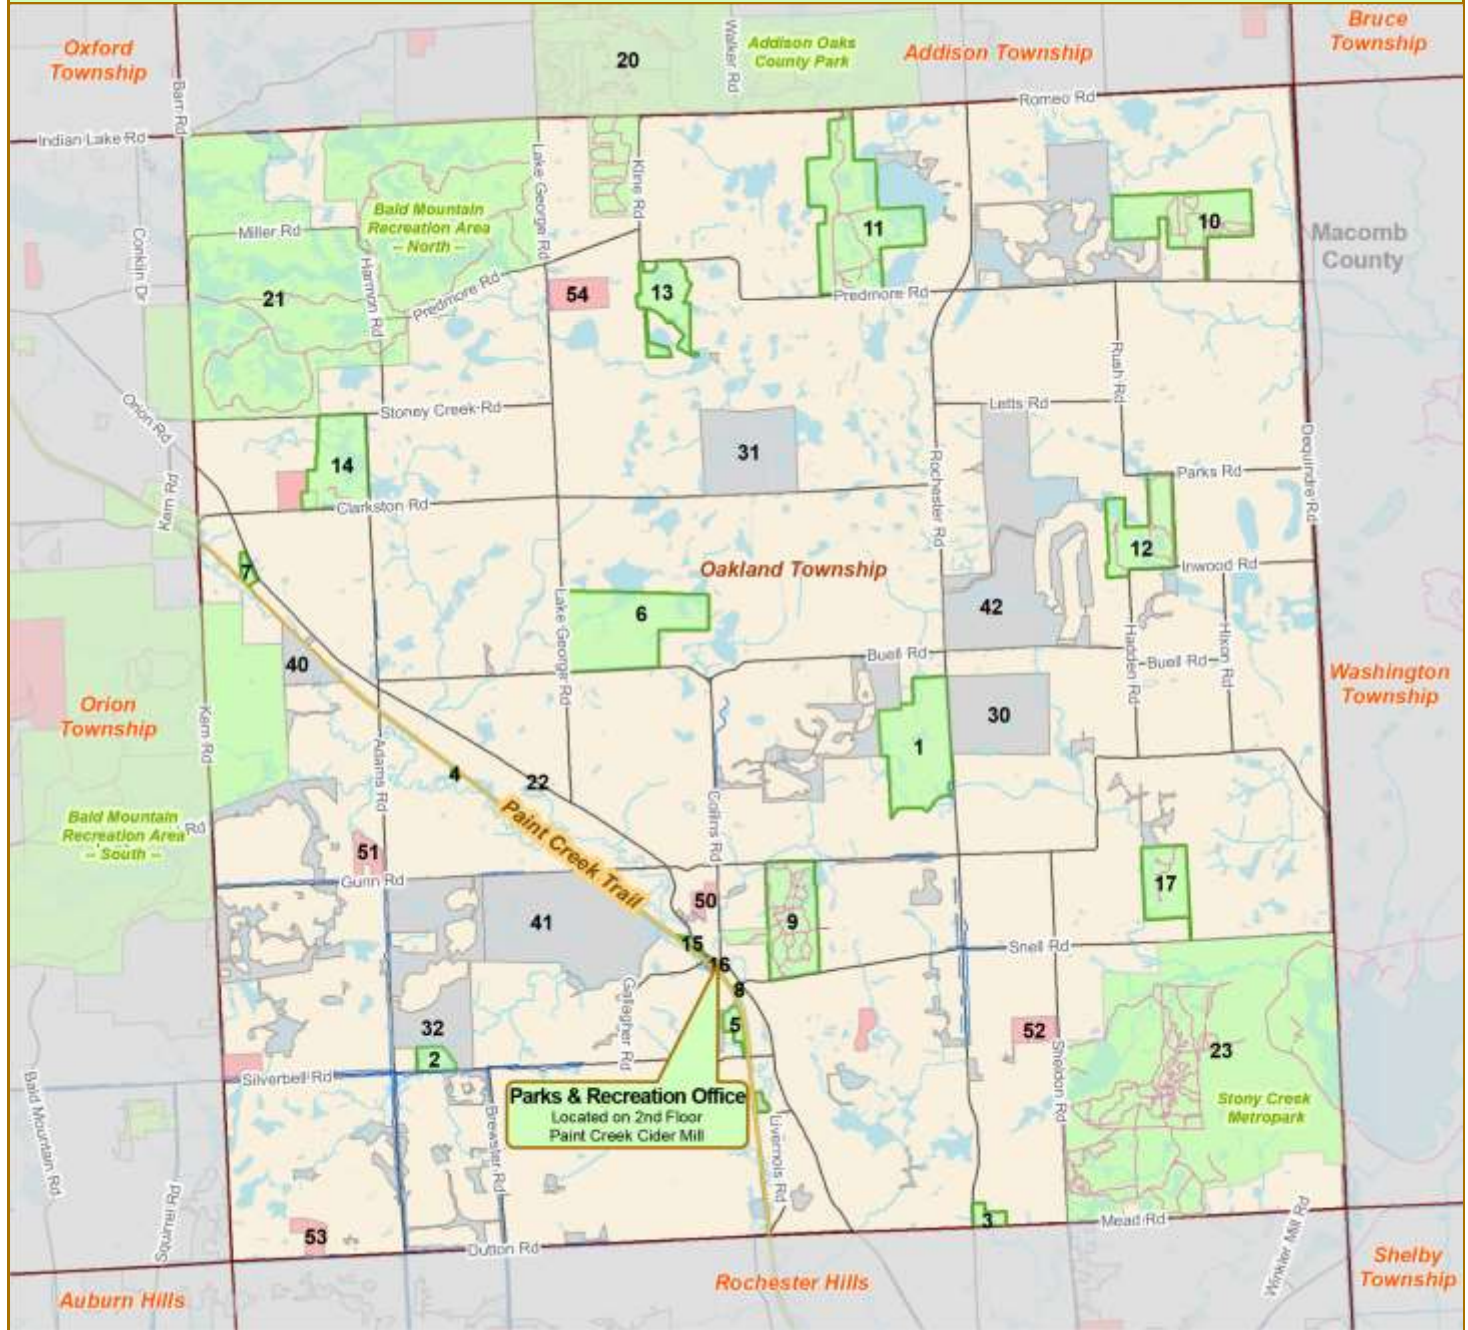 Oxford
Township
20
Addison Oaks
County Park
Addison Township
Bruce
Township
Walker Rd
Barr Rd
Romeo Rd
Indian Lake Rd
Conklin Dr
Miller Rd
Bald Mountain
Recreation Area
-- North --
Lake George Rd
Kline Rd
11
10
Macomb
County
21
Harmon Rd
Predmore Rd
54
13
Predmore Rd
Orion Rd
Stoney Creek Rd
Rush Rd
Letts Rd
14
31
Rochester Rd
Parks Rd
Dequindre Rd
Kern Rd
Clarkston Rd
12
Inwood Rd
7
Oakland Township
6
42
40
Lake George Rd
Buell Rd
Buell Rd
Hadden Rd
Hixon Rd
Washington
Township
Orion
Township
Kern Rd
Adams Rd
4
22
1
30
Paint Creek Trail
Collins Rd
Bald Mountain
Recreation Area
-- South --
Rd
51
Gunn Rd
50
9
17
41
15
16
8
Snell Rd
Gallagher Rd
32
2
5
52
23
Sheldon Rd
Silverbell Rd
Parks & Recreation Office
Located on 2nd Floor
Paint Creek Cider Mill
Stony Creek
Metropark
Bald Mountain Rd
Brewster Rd
Livernois Rd
Squirrel Rd
53
3
Mead Rd
Dutton Rd
Winkler Mill Rd
Auburn Hills
Rochester Hills
Shelby
Township